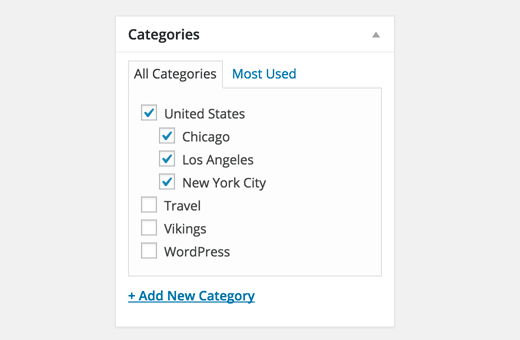 Categories
All Categories Most Used
United States
Chicago
Los Angeles
New York City
Travel
Vikings
WordPress
+ Add New Category